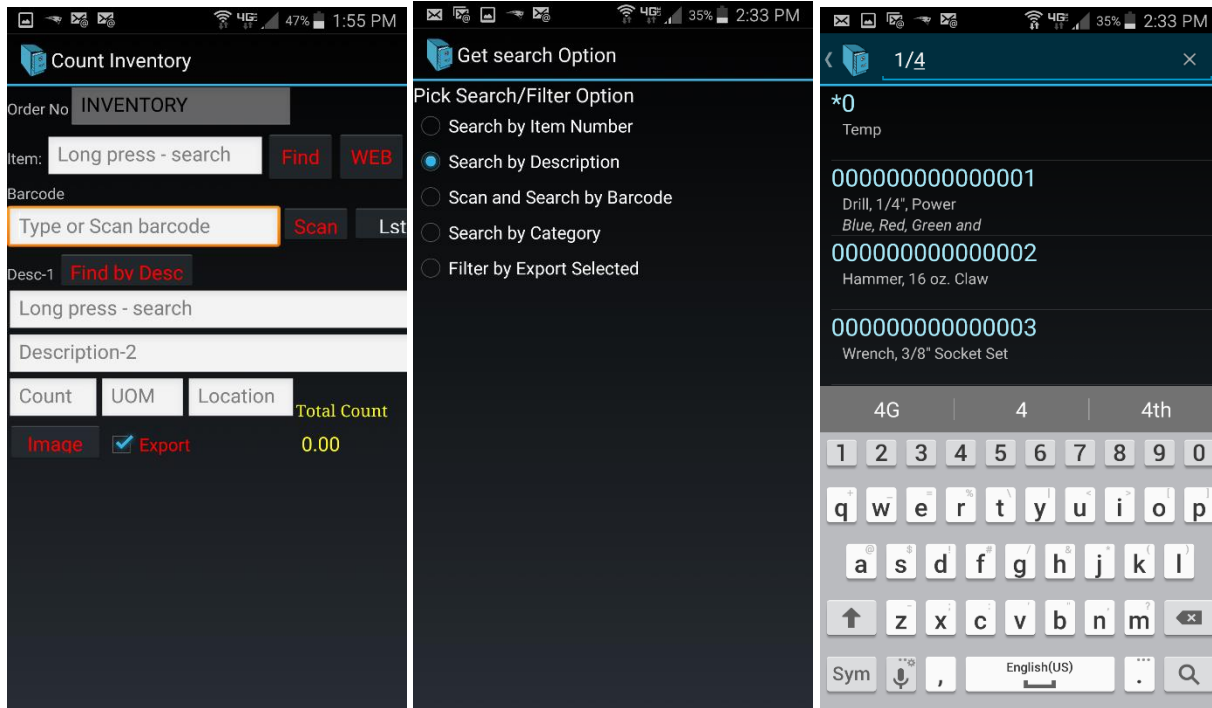 4G 47% 1:55 PM
Count Inventory
Order No INVENTORY
Item: Long press - search Find WEB
Barcode
Type or Scan barcode Scan Lst
Desc-1 Find by Desc
Long press - search
Description-2
Count UOM Location Total Count
Image Export 0.00
4G 35% 2:33 PM
Get search Option
Pick Search/Filter Option
Search by Item Number
Search by Description
Scan and Search by Barcode
Search by Category
Filter by Export Selected
4G 35% 2:33 PM
1/4
*0
Temp
000000000000001
Drill, 1/4", Power
Blue, Red, Green and
000000000000002
Hammer, 16 oz. Claw
000000000000003
Wrench, 3/8" Socket Set
4G 4 4th
1 2 3 4 5 6 7 8 9 0
q w e r t y u i o p
a s d f g h j k l
z x c v b n m
Sym , English(US) .